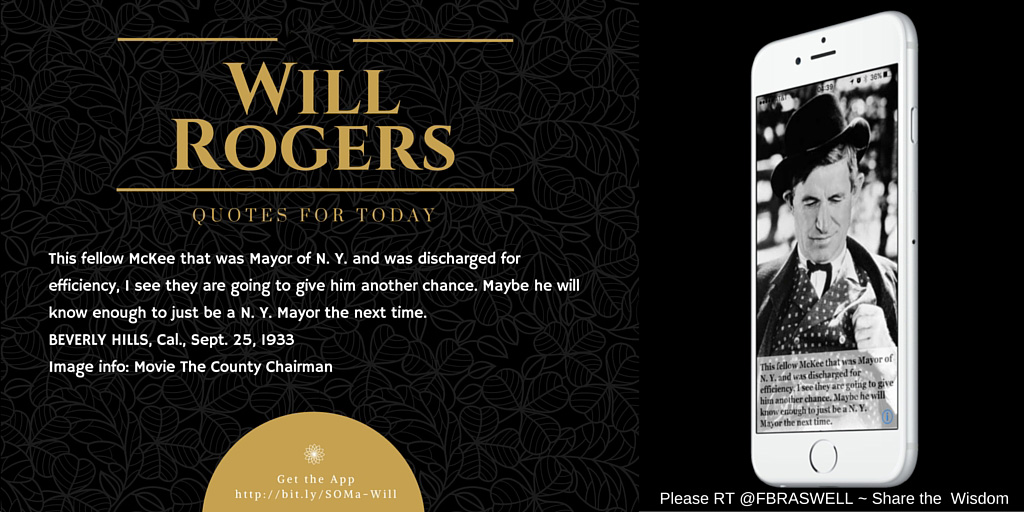 WILL
ROGERS
QUOTES FOR TODAY
This fellow McKee that was Mayor of N. Y. and was discharged for
efficiency, I see they are going to give him another chance. Maybe he will
know enough to just be a N. Y. Mayor the next time.
BEVERLY HILLS, Cal., Sept. 25, 1933
Image info: Movie The County Chairman
Get the App
http://bit.ly/SOMa-Will
36%
This fellow McKee that was Mayor of
N. Y. and was discharged for
efficiency, I see they are going to give
him another chance. Maybe he will
know enough to just be a N. Y.
Mayor the next time.
Please RT @FBRASWELL ~ Share the Wisdom